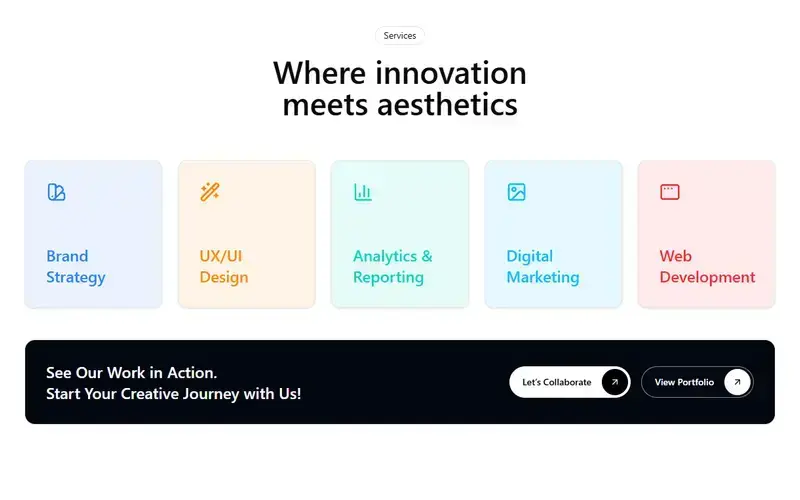 Services
Where innovation
meets aesthetics
Brand
Strategy
UX/UI
Design
Analytics &
Reporting
Digital
Marketing
Web
Development
See Our Work in Action.
Start Your Creative Journey with Us!
Let's Collaborate
View Portfolio